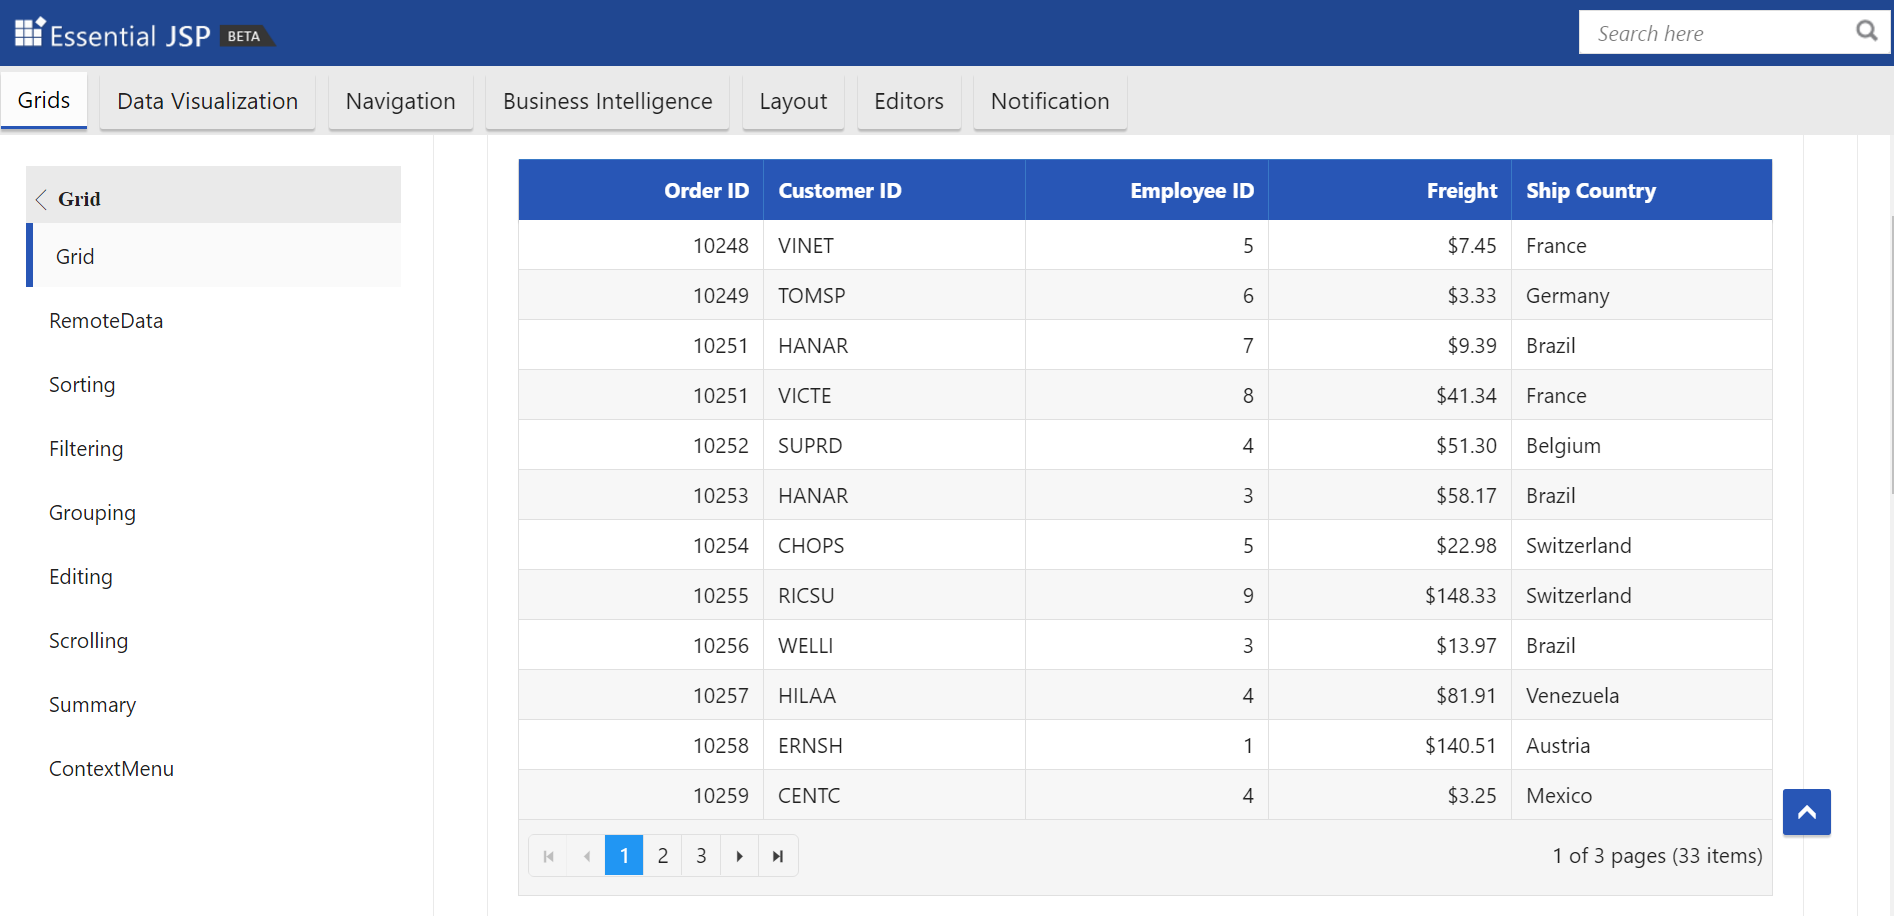 Essential JSP BETA
Search here
Grids Data Visualization Navigation Business Intelligence Layout Editors Notification
Grid
Grid
RemoteData
Sorting
Filtering
Grouping
Editing
Scrolling
Summary
ContextMenu
Order ID Customer ID Employee ID Freight Ship Country
10248 VINET 5 $7.45 France
10249 TOMSP 6 $3.33 Germany
10251 HANAR 7 $9.39 Brazil
10251 VICTE 8 $41.34 France
10252 SUPRD 4 $51.30 Belgium
10253 HANAR 3 $58.17 Brazil
10254 CHOPS 5 $22.98 Switzerland
10255 RICSU 9 $148.33 Switzerland
10256 WELLI 3 $13.97 Brazil
10257 HILAA 4 $81.91 Venezuela
10258 ERNSH 1 $140.51 Austria
10259 CENTC 4 $3.25 Mexico
1 2 3
1 of 3 pages (33 items)